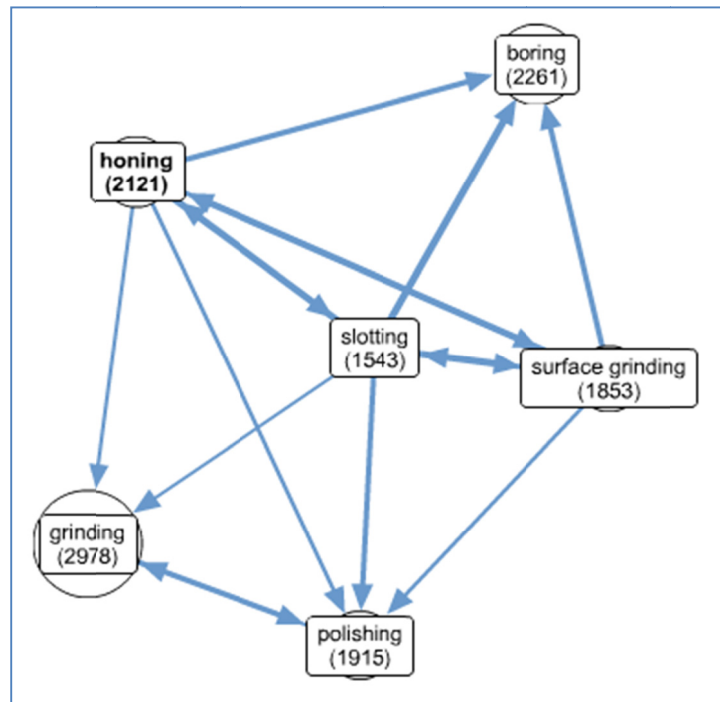 boring
(2261)
honing
(2121)
slotting
(1543)
surface grinding
(1853)
grinding
(2978)
polishing
(1915)